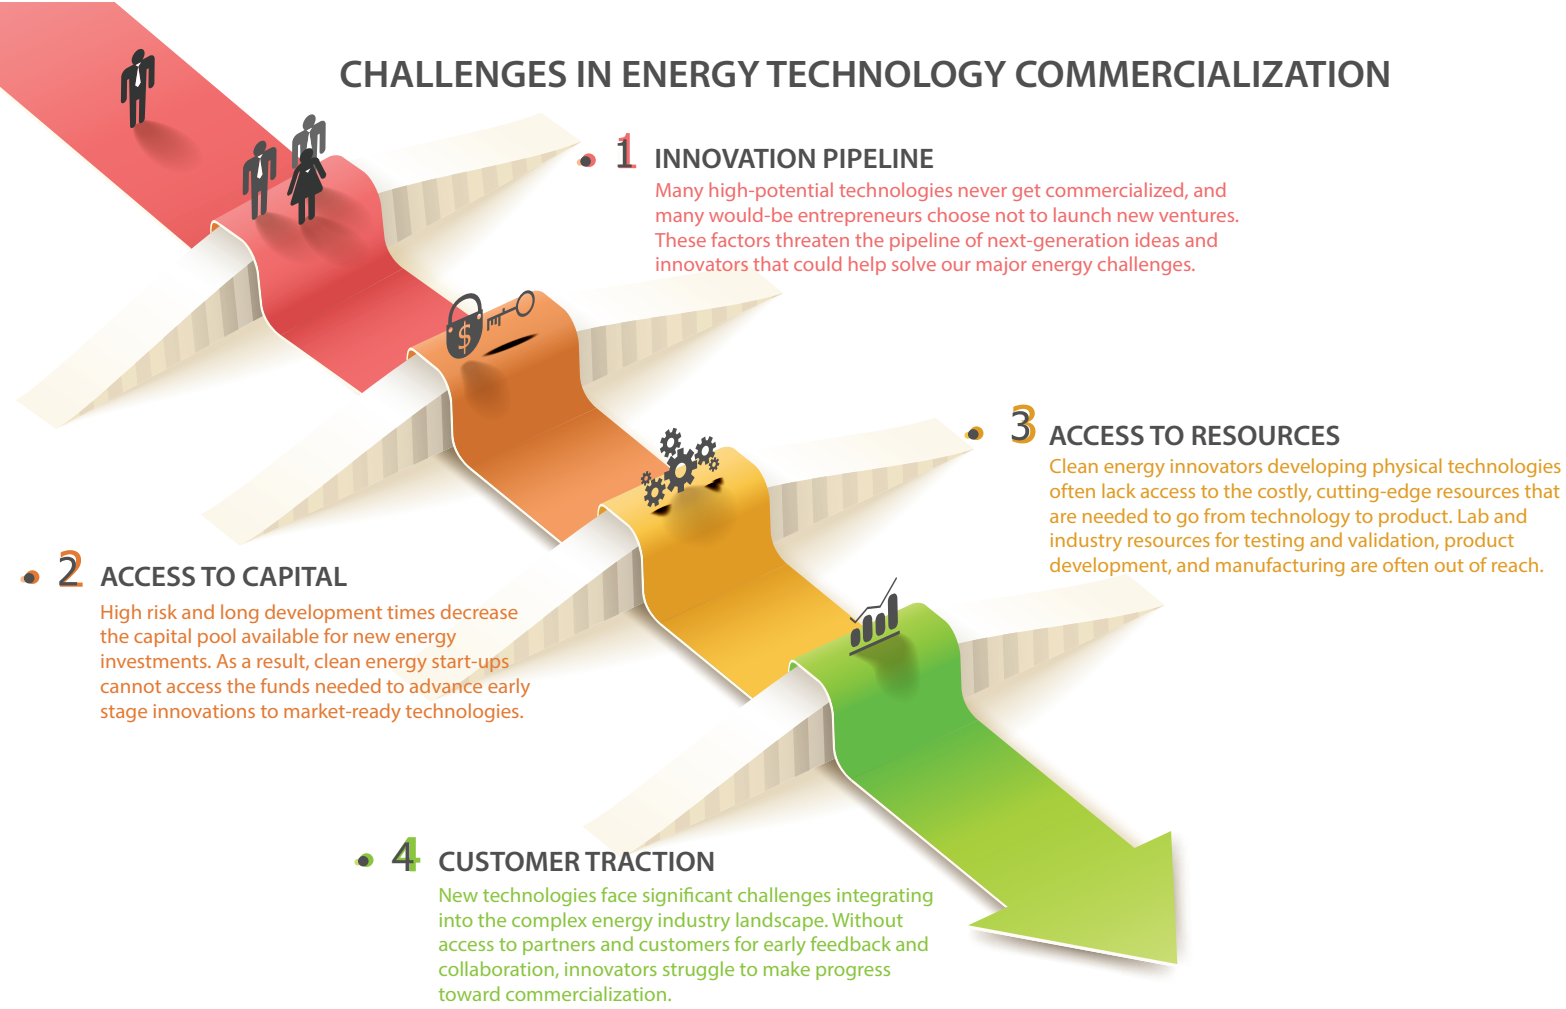 CHALLENGES IN ENERGY TECHNOLOGY COMMERCIALIZATION
1 INNOVATION PIPELINE
Many high-potential technologies never get commercialized, and
many would-be entrepreneurs choose not to launch new ventures.
These factors threaten the pipeline of next-generation ideas and
innovators that could help solve our major energy challenges.
$
2 ACCESS TO CAPITAL
High risk and long development times decrease
the capital pool available for new energy
investments. As a result, clean energy start-ups
cannot access the funds needed to advance early
stage innovations to market-ready technologies.
3 ACCESS TO RESOURCES
Clean energy innovators developing physical technologies
often lack access to the costly, cutting-edge resources that
are needed to go from technology to product. Lab and
industry resources for testing and validation, product
development, and manufacturing are often out of reach.
4 CUSTOMER TRACTION
New technologies face significant challenges integrating
into the complex energy industry landscape. Without
access to partners and customers for early feedback and
collaboration, innovators struggle to make progress
toward commercialization.